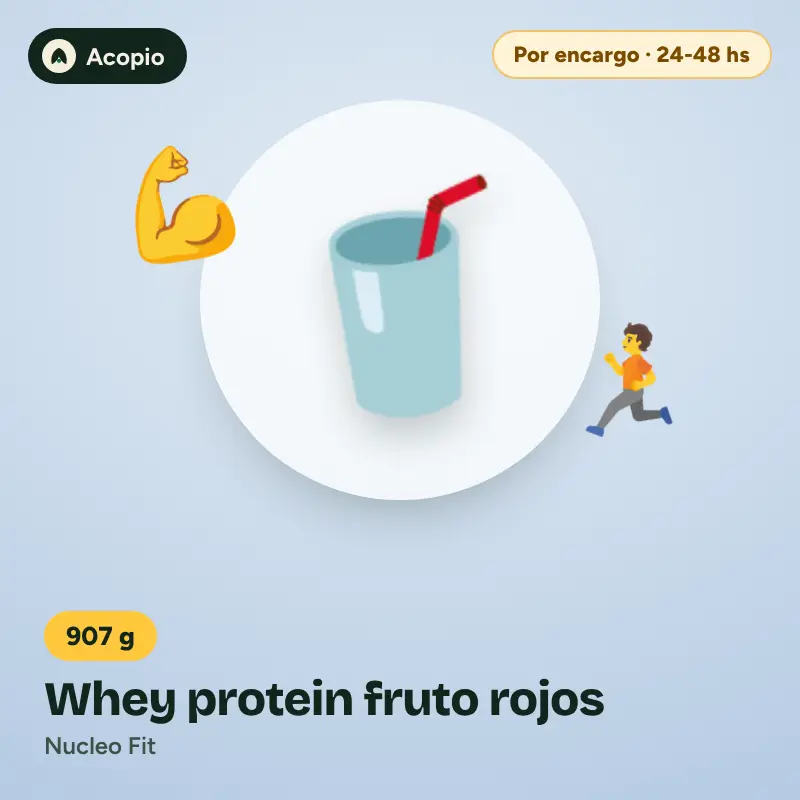 Acopio
Por encargo · 24-48 hs
907 g
Whey protein fruto rojos
Nucleo Fit